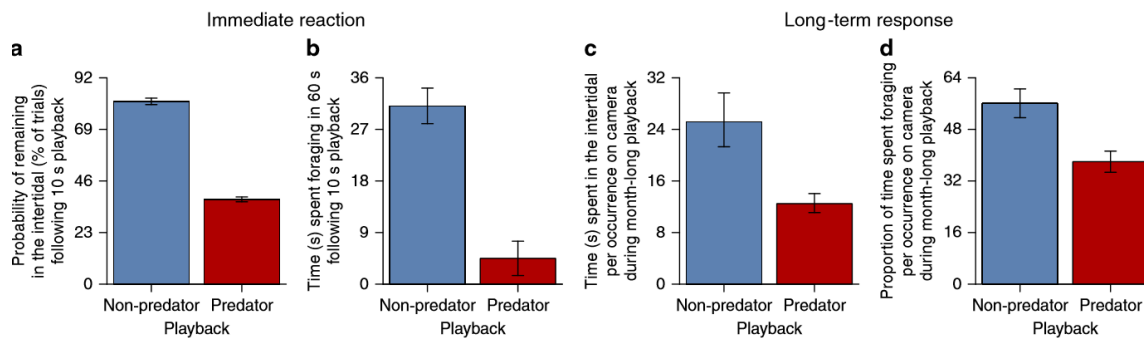 Immediate reaction
Long-term response
a
Probability of remaining
in the intertidal (% of trials)
following 10 s playback
92
69
46
23
0
Non-predator
Predator
Playback
b
Time (s) spent foraging in 60 s
following 10 s playback
36
27
18
9
0
Non-predator
Predator
Playback
c
Time (s) spent in the intertidal
per occurrence on camera
during month-long playback
32
24
16
8
0
Non-predator
Predator
Playback
d
Proportion of time spent foraging
per occurrence on camera
during month-long playback
64
48
32
16
0
Non-predator
Predator
Playback